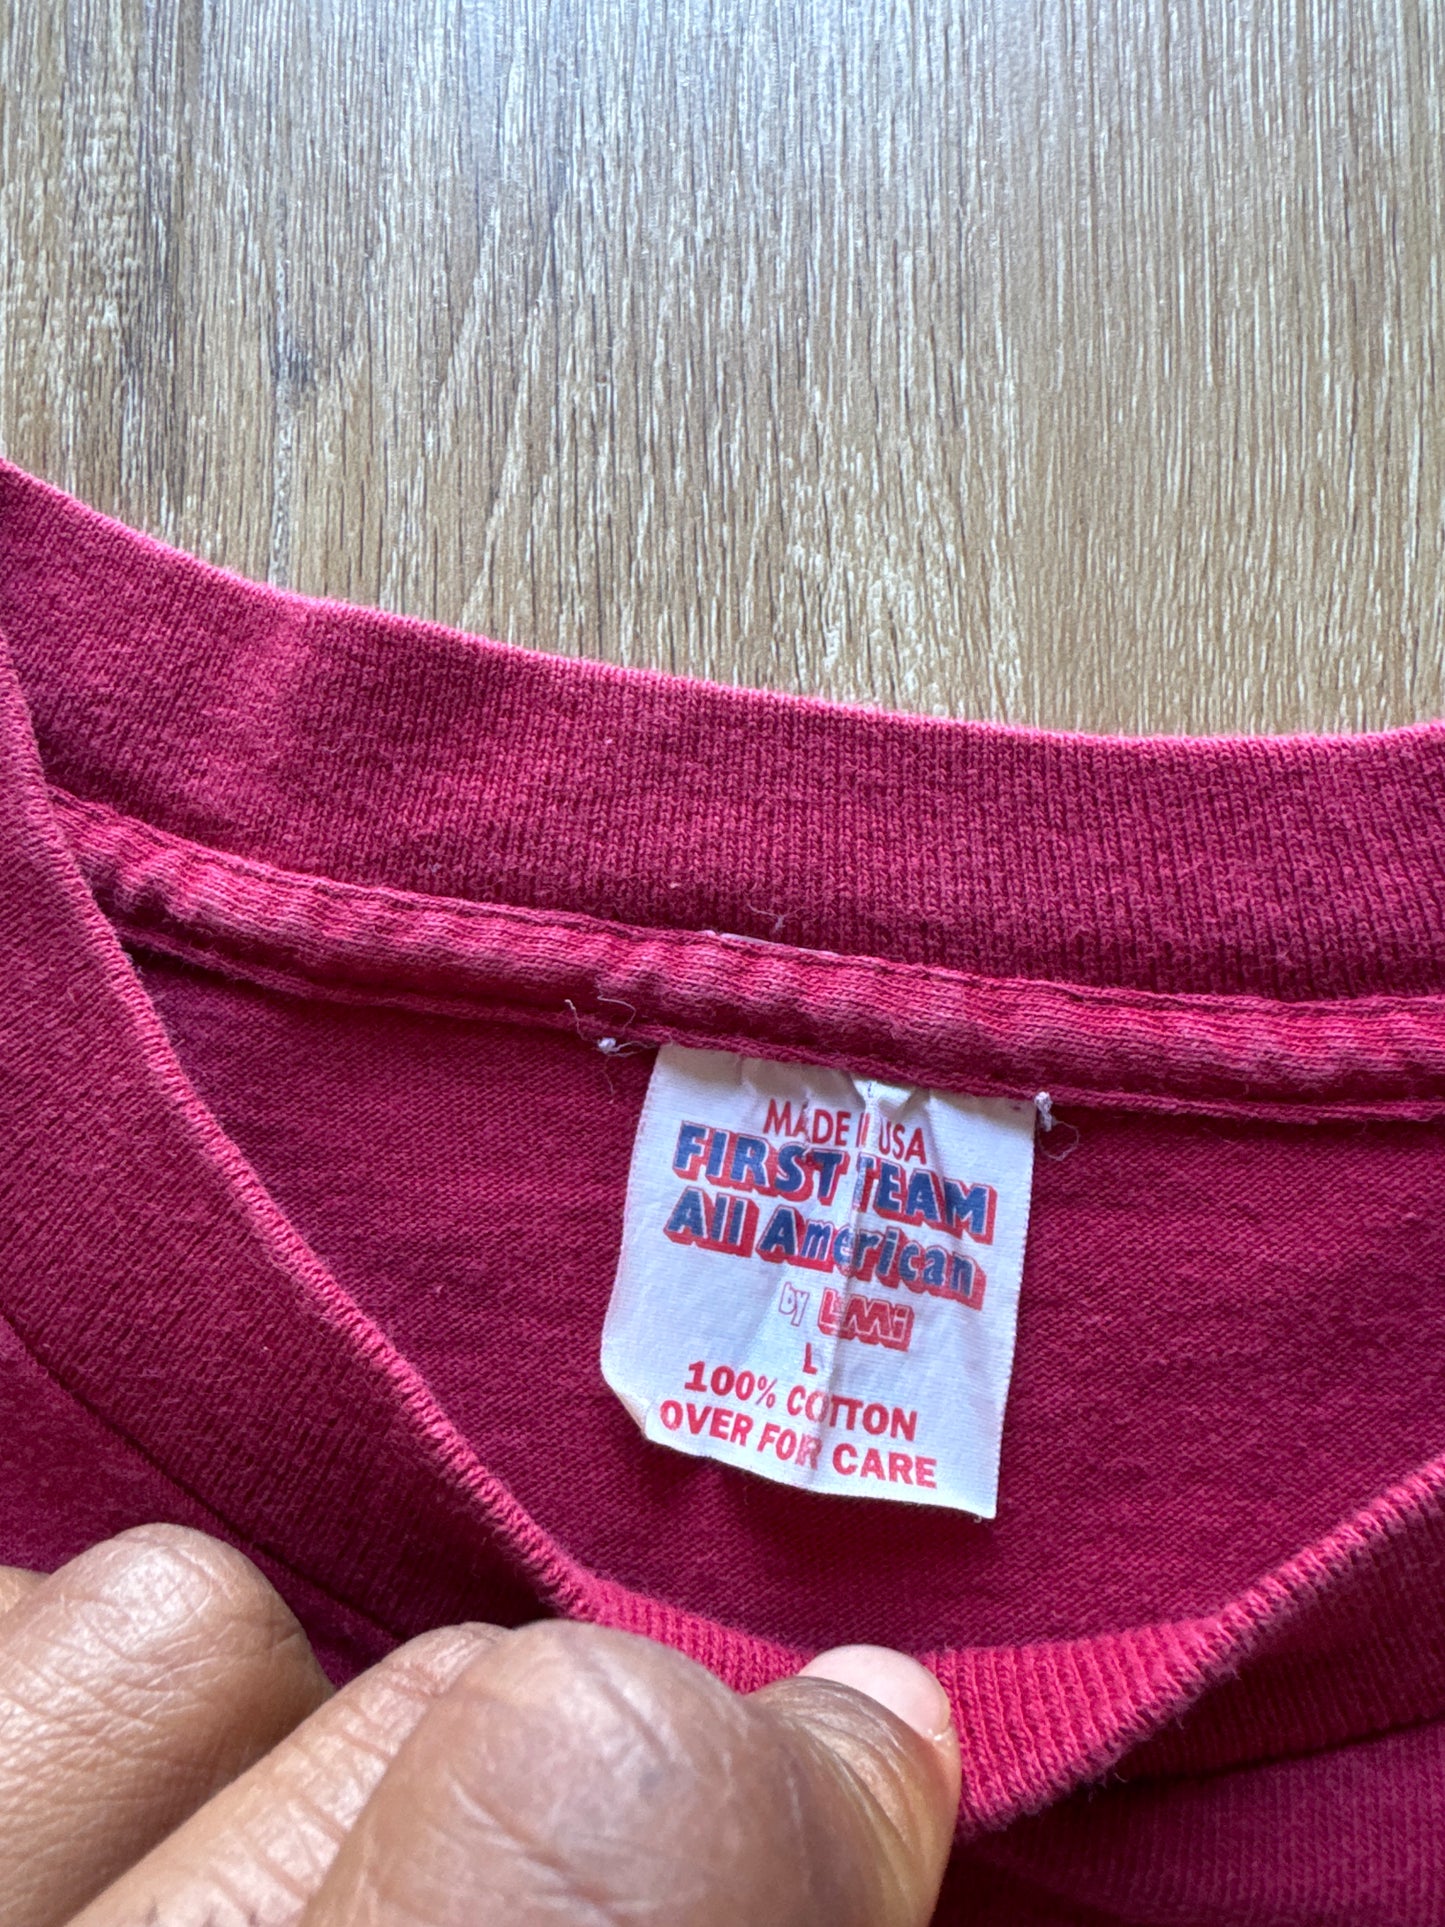 MADE IN USA
FIRST TEAM
All American
by
L
100% COTTON
OVER FOR CARE